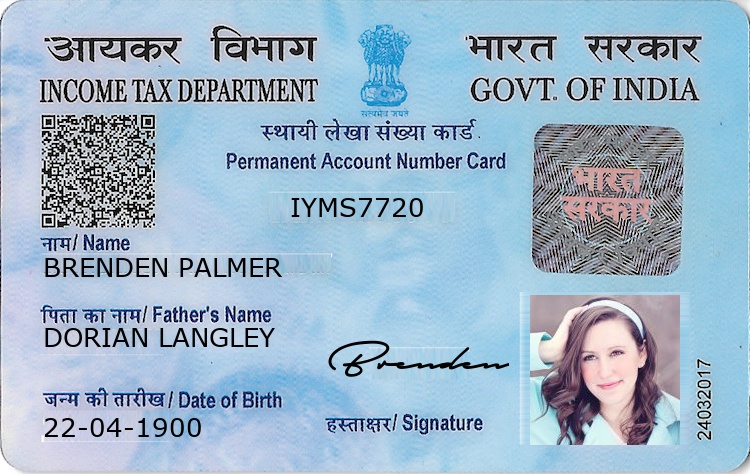 आयकर विभाग
INCOME TAX DEPARTMENT
सत्यमेव जयते
भारत सरकार
GOVT. OF INDIA
स्थायी लेखा संख्या कार्ड
Permanent Account Number Card
IYMS7720
भारत
सरकार
नाम/ Name
BRENDEN PALMER
पिता का नाम/ Father's Name
DORIAN LANGLEY
जन्म की तारीख / Date of Birth
22-04-1900
Brenden
हस्ताक्षर/ Signature
24032017